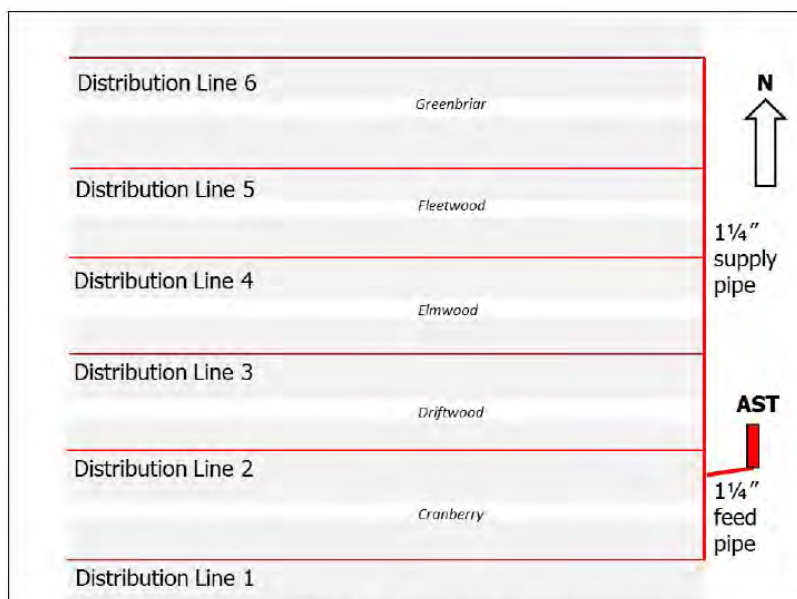 Distribution Line 6
Greenbriar
N
Distribution Line 5
Fleetwood
1¼"
supply
pipe
Distribution Line 4
Elmwood
Distribution Line 3
Driftwood
AST
Distribution Line 2
1¼"
feed
pipe
Cranberry
Distribution Line 1